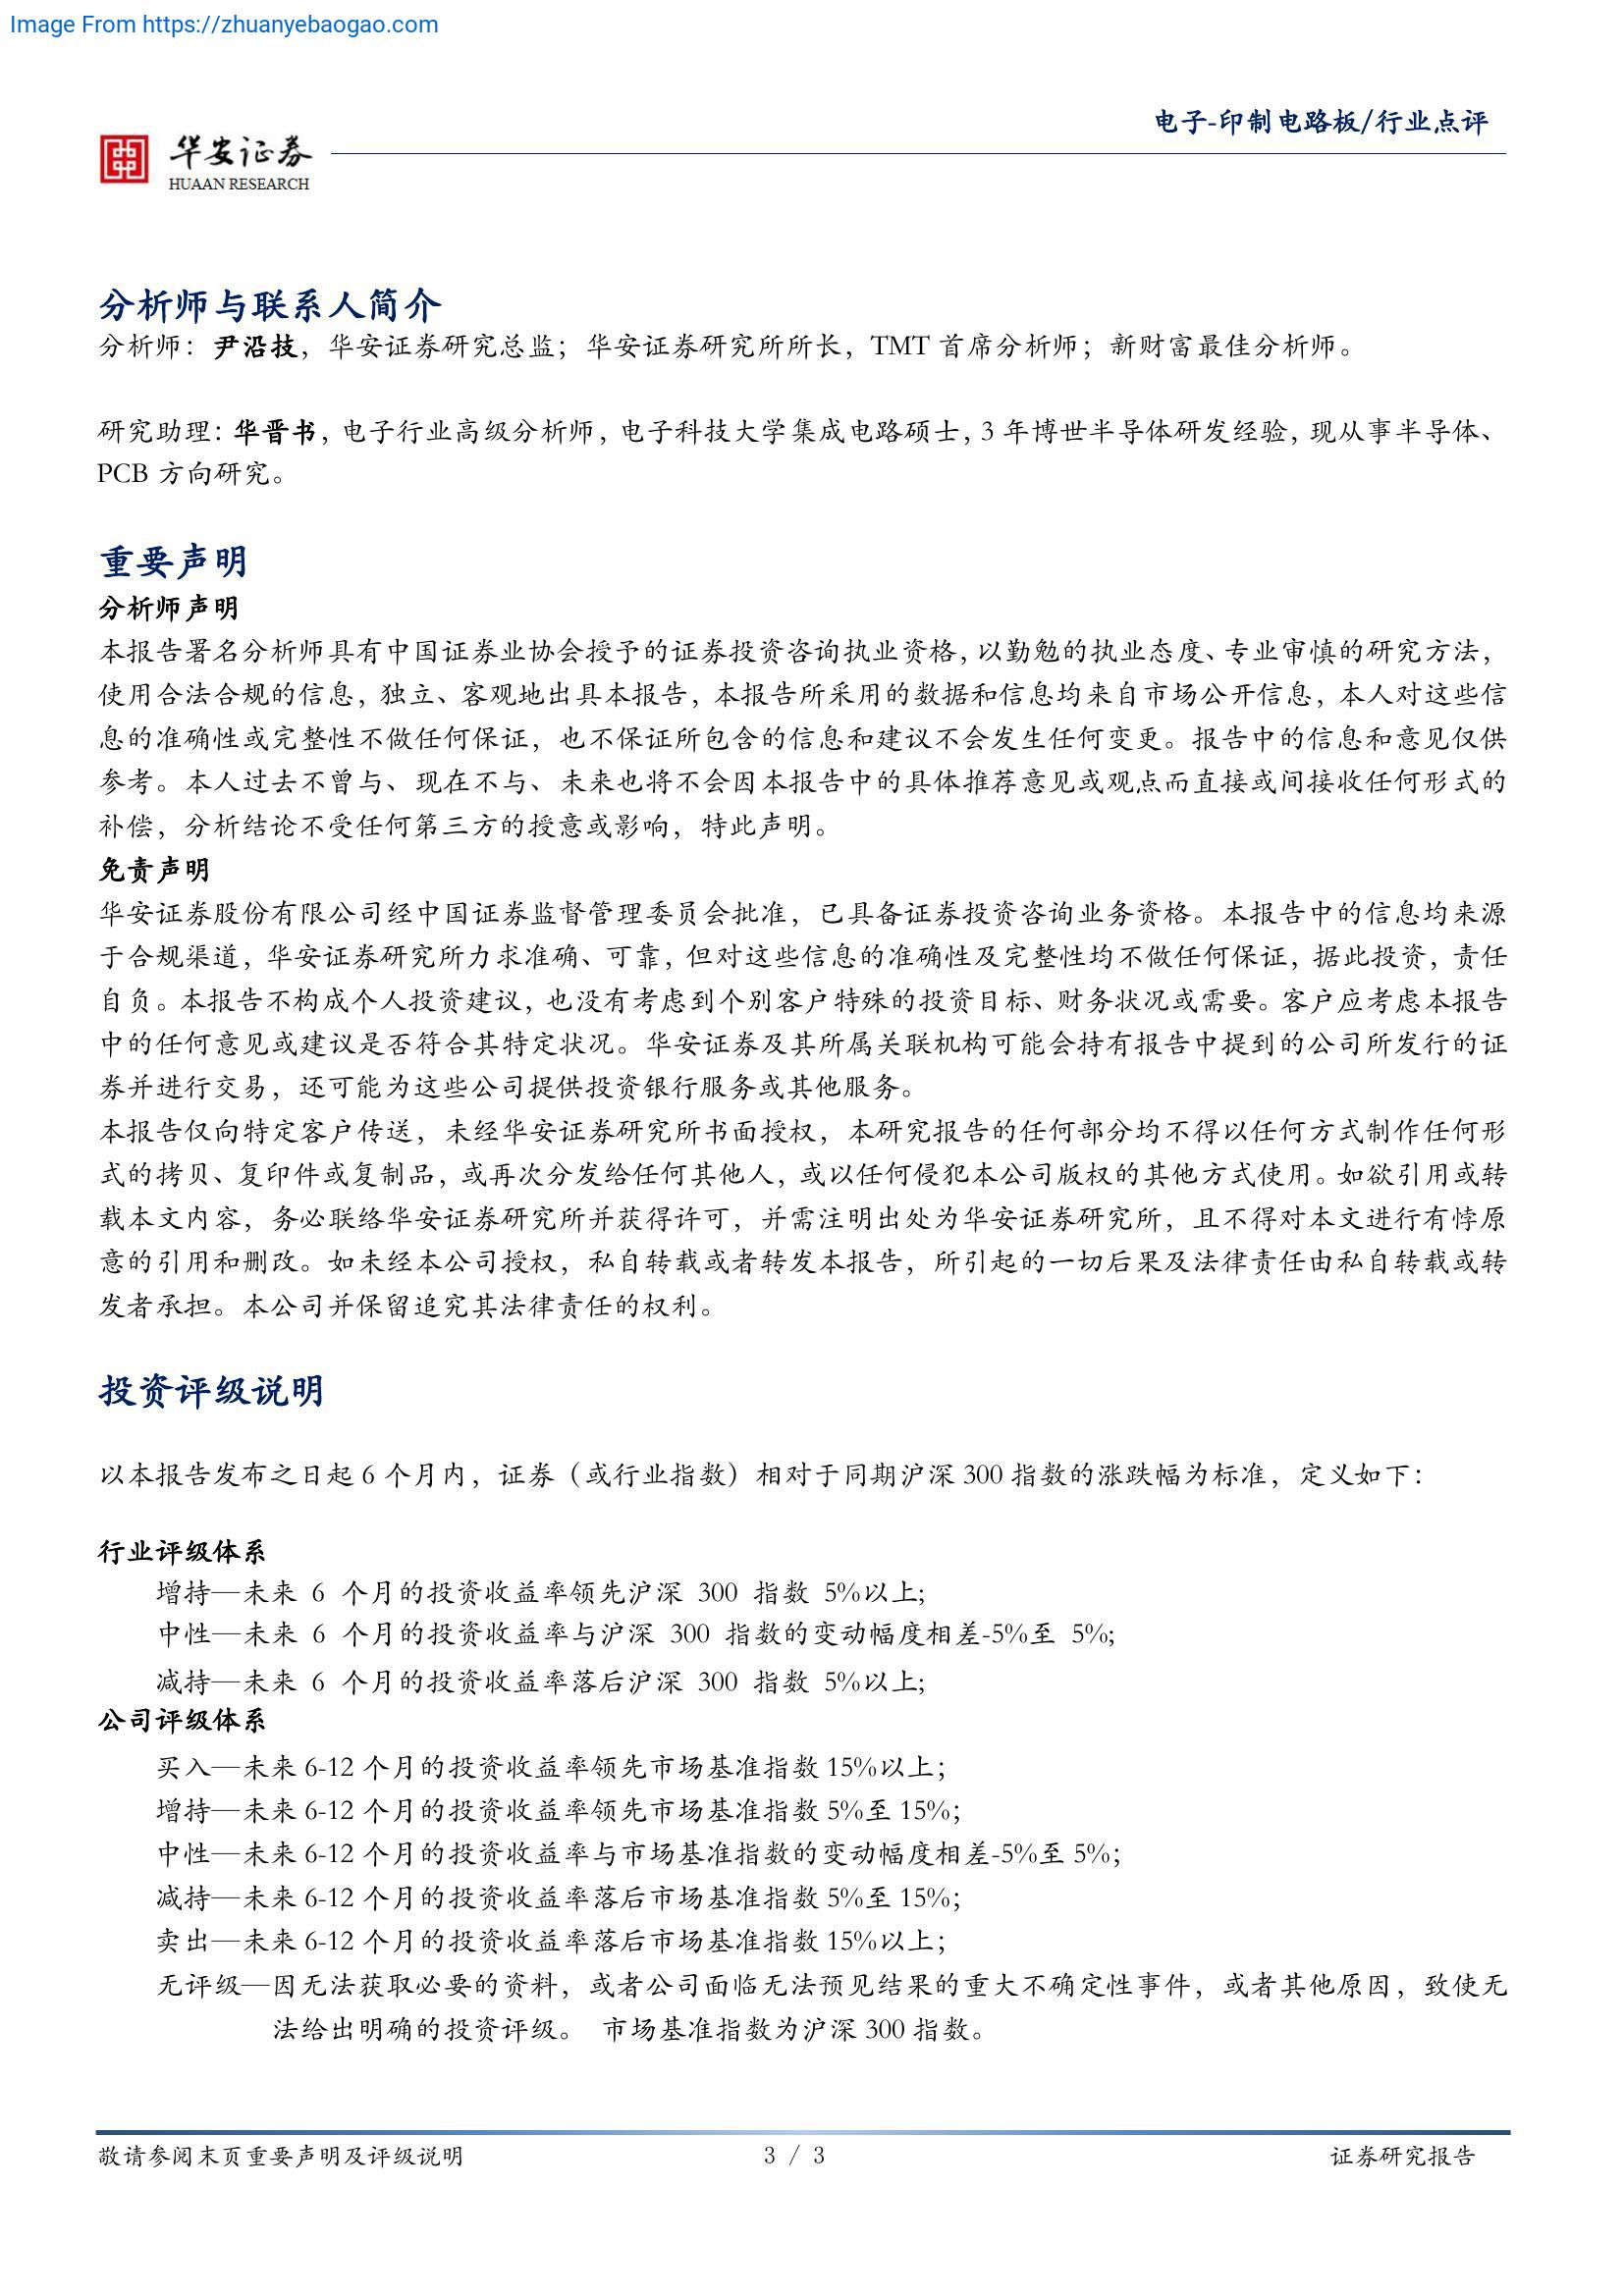 Image From https://zhuanyebaogao.com
电子-印制电路板/行业点评
华安证券
HUAAN RESEARCH
分析师与联系人简介
分析师：尹沿技，华安证券研究总监；华安证券研究所所长，TMT 首席分析师；新财富最佳分析师。
研究助理：华晋书，电子行业高级分析师，电子科技大学集成电路硕士，3 年博世半导体研发经验，现从事半导体、
PCB 方向研究。
重要声明
分析师声明
本报告署名分析师具有中国证券业协会授予的证券投资咨询执业资格，以勤勉的执业态度、专业审慎的研究方法，
使用合法合规的信息，独立、客观地出具本报告，本报告所采用的数据和信息均来自市场公开信息，本人对这些信
息的准确性或完整性不做任何保证，也不保证所包含的信息和建议不会发生任何变更。报告中的信息和意见仅供
参考。本人过去不曾与、现在不与、未来也将不会因本报告中的具体推荐意见或观点而直接或间接收任何形式的
补偿，分析结论不受任何第三方的授意或影响，特此声明。
免责声明
华安证券股份有限公司经中国证券监督管理委员会批准，已具备证券投资咨询业务资格。本报告中的信息均来源
于合规渠道，华安证券研究所力求准确、可靠，但对这些信息的准确性及完整性均不做任何保证，据此投资，责任
自负。本报告不构成个人投资建议，也没有考虑到个别客户特殊的投资目标、财务状况或需要。客户应考虑本报告
中的任何意见或建议是否符合其特定状况。华安证券及其所属关联机构可能会持有报告中提到的公司所发行的证
券并进行交易，还可能为这些公司提供投资银行服务或其他服务。
本报告仅向特定客户传送，未经华安证券研究所书面授权，本研究报告的任何部分均不得以任何方式制作任何形
式的拷贝、复印件或复制品，或再次分发给任何其他人，或以任何侵犯本公司版权的其他方式使用。如欲引用或转
载本文内容，务必联络华安证券研究所并获得许可，并需注明出处为华安证券研究所，且不得对本文进行有悖原
意的引用和删改。如未经本公司授权，私自转载或者转发本报告，所引起的一切后果及法律责任由私自转载或转
发者承担。本公司并保留追究其法律责任的权利。
投资评级说明
以本报告发布之日起 6 个月内，证券（或行业指数）相对于同期沪深 300 指数的涨跌幅为标准，定义如下：
行业评级体系
增持—未来 6 个月的投资收益率领先沪深 300 指数 5%以上;
中性—未来 6 个月的投资收益率与沪深 300 指数的变动幅度相差-5%至 5%;
减持—未来 6 个月的投资收益率落后沪深 300 指数 5%以上;
公司评级体系
买入—未来 6-12 个月的投资收益率领先市场基准指数 15%以上；
增持—未来 6-12 个月的投资收益率领先市场基准指数 5%至 15%；
中性—未来 6-12 个月的投资收益率与市场基准指数的变动幅度相差-5%至 5%；
减持—未来 6-12 个月的投资收益率落后市场基准指数 5%至 15%；
卖出—未来 6-12 个月的投资收益率落后市场基准指数 15%以上；
无评级—因无法获取必要的资料，或者公司面临无法预见结果的重大不确定性事件，或者其他原因，致使无
法给出明确的投资评级。 市场基准指数为沪深 300 指数。
敬请参阅末页重要声明及评级说明
3 / 3
证券研究报告